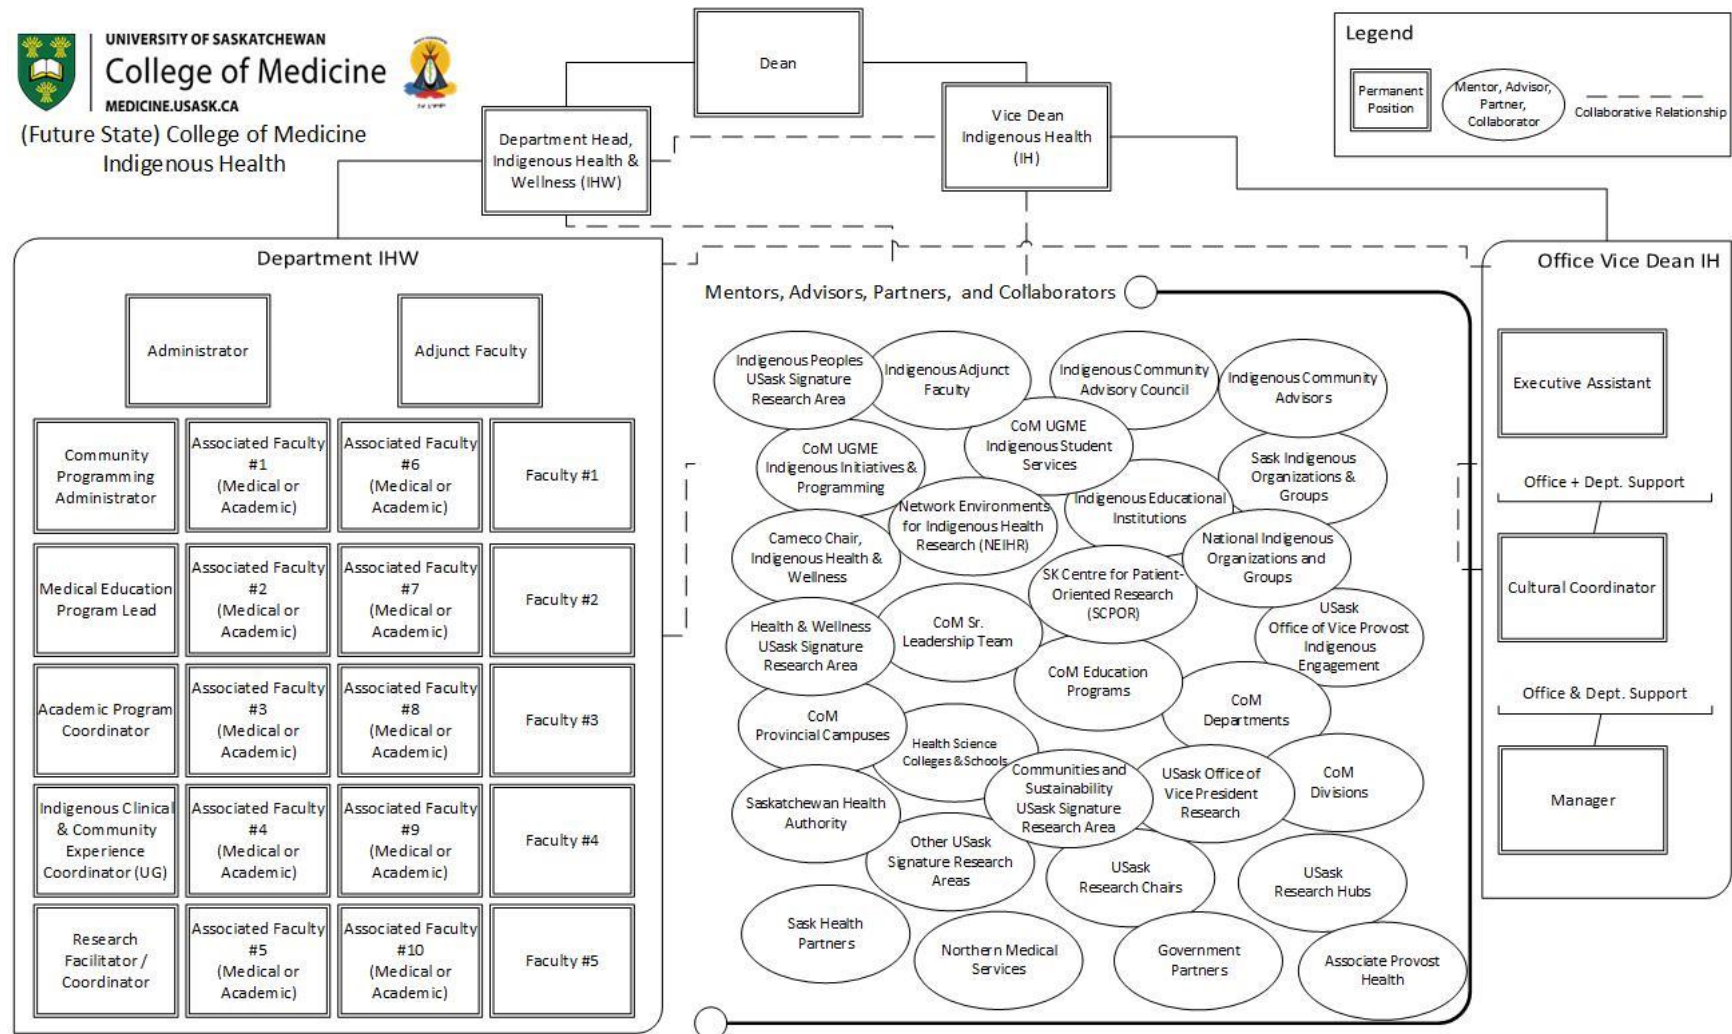 UNIVERSITY OF SASKATCHEWAN
College of Medicine
MEDICINE.USASK.CA
(Future State) College of Medicine
Indigenous Health
Dean
Department Head,
Indigenous Health &
Wellness (IHW)
Vice Dean
Indigenous Health
(IH)
Legend
Permanent
Position
Mentor, Advisor,
Partner,
Collaborator
Collaborative Relationship
Department IHW
Administrator
Adjunct Faculty
Community
Programming
Administrator
Associated Faculty
#1
(Medical or
Academic)
Associated Faculty
#6
(Medical or
Academic)
Faculty #1
Medical Education
Program Lead
Associated Faculty
#2
(Medical or
Academic)
Associated Faculty
#7
(Medical or
Academic)
Faculty #2
Academic Program
Coordinator
Associated Faculty
#3
(Medical or
Academic)
Associated Faculty
#8
(Medical or
Academic)
Faculty #3
Indigenous Clinical
& Community
Experience
Coordinator (UG)
Associated Faculty
#4
(Medical or
Academic)
Associated Faculty
#9
(Medical or
Academic)
Faculty #4
Research
Facilitator /
Coordinator
Associated Faculty
#5
(Medical or
Academic)
Associated Faculty
#10
(Medical or
Academic)
Faculty #5
Mentors, Advisors, Partners, and Collaborators
Indigenous Peoples
USask Signature
Research Area
Indigenous Adjunct
Faculty
Indigenous Community
Advisory Council
Indigenous Community
Advisors
CoM UGME
Indigenous Initiatives &
Programming
CoM UGME
Indigenous Student
Services
Sask Indigenous
Organizations &
Groups
Network Environments
for Indigenous Health
Research (NEIHR)
Indigenous Educational
Institutions
National Indigenous
Organizations and
Groups
Cameco Chair,
Indigenous Health &
Wellness
SK Centre for Patient-
Oriented Research
(SCPOR)
Health & Wellness
USask Signature
Research Area
CoM Sr.
Leadership Team
USask
Office of Vice Provost
Indigenous
Engagement
CoM Education
Programs
CoM
Provincial Campuses
CoM
Departments
Health Science
Colleges & Schools
Communities and
Sustainability
USask Signature
Research Area
USask Office of
Vice President
Research
CoM
Divisions
Saskatchewan Health
Authority
Other USask
Signature Research
Areas
USask
Research Chairs
USask
Research Hubs
Sask Health
Partners
Northern Medical
Services
Government
Partners
Associate Provost
Health
Office Vice Dean IH
Executive Assistant
Office + Dept. Support
Cultural Coordinator
Office & Dept. Support
Manager